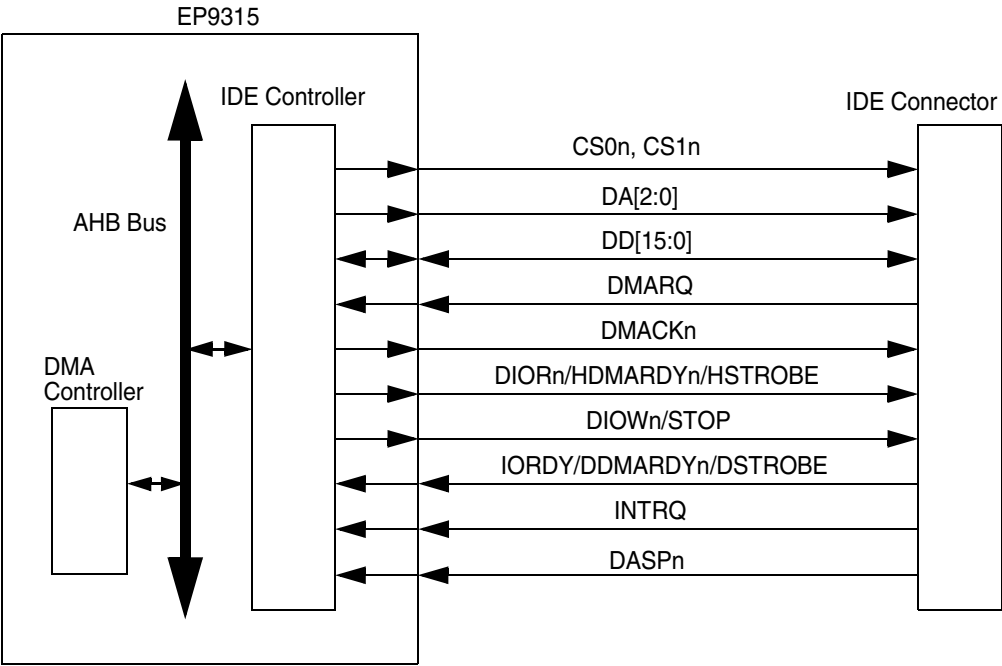 EP9315
IDE Controller
IDE Connector
CS0n, CS1n
DA[2:0]
AHB Bus
DD[15:0]
DMARQ
DMACKn
DMA
Controller
DIORn/HDMARDYn/HSTROBE
DIOWn/STOP
IORDY/DDMARDYn/DSTROBE
INTRQ
DASPn